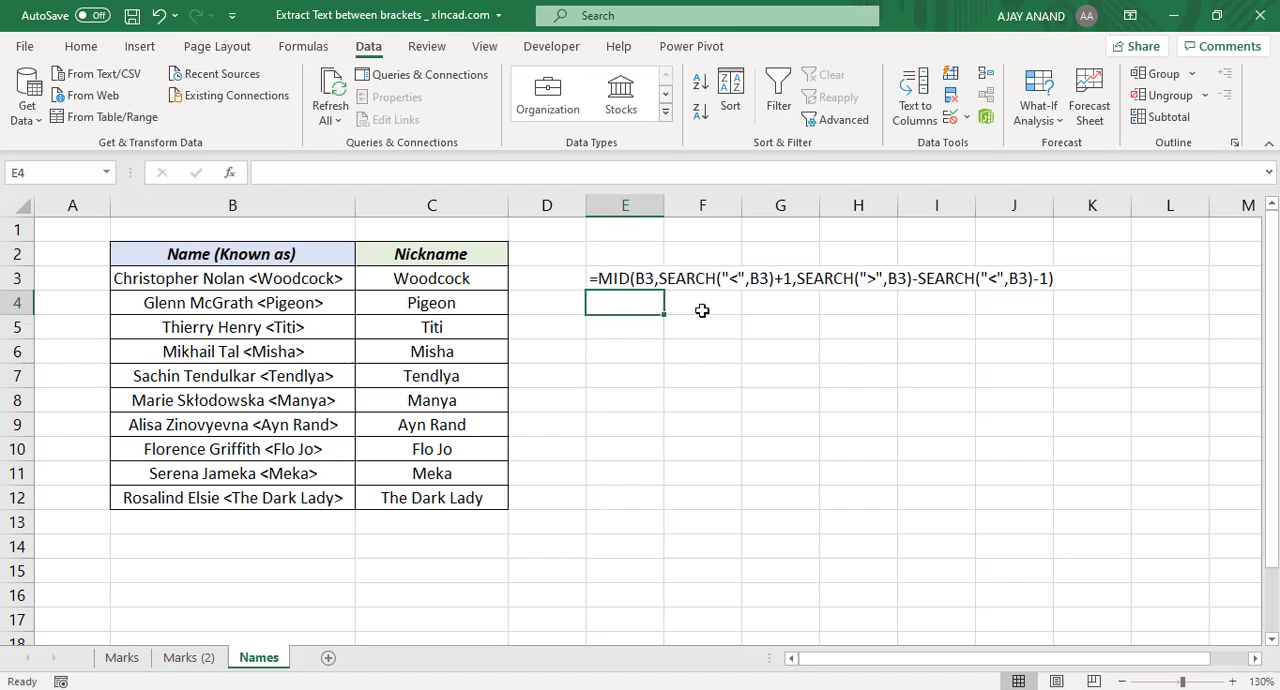 AutoSave Off Extract Text between brackets _ xlncad.com Search AJAY ANAND AA
File Home Insert Page Layout Formulas Data Review View Developer Help Power Pivot Share Comments
Get Data
From Text/CSV
From Web
From Table/Range
Recent Sources
Existing Connections
Get & Transform Data
Refresh All
Queries & Connections
Properties
Edit Links
Queries & Connections
Organization
Stocks
Data Types
Sort
Filter
Clear
Reapply
Advanced
Sort & Filter
Text to Columns
Data Tools
What-If Analysis
Forecast Sheet
Forecast
Group
Ungroup
Subtotal
Outline
E4 fx
A B C D E F G H I J K L M
1
2 Name (Known as) Nickname
3 Christopher Nolan <Woodcock> Woodcock =MID(B3,SEARCH("<",B3)+1,SEARCH(">",B3)-SEARCH("<",B3)-1)
4 Glenn McGrath <Pigeon> Pigeon
5 Thierry Henry <Titi> Titi
6 Mikhail Tal <Misha> Misha
7 Sachin Tendulkar <Tendlya> Tendlya
8 Marie Skłodowska <Manya> Manya
9 Alisa Zinovyevna <Ayn Rand> Ayn Rand
10 Florence Griffith <Flo Jo> Flo Jo
11 Serena Jameka <Meka> Meka
12 Rosalind Elsie <The Dark Lady> The Dark Lady
13
14
15
16
17
18
Marks Marks (2) Names
Ready 130%